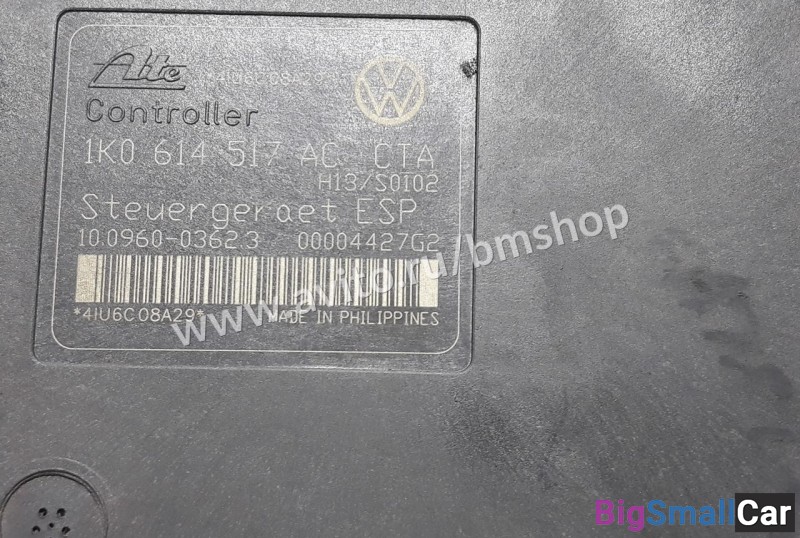 Ate *4IU6C08
Controller
1K0 614 517 AC CTA
H13/S0102
Steuergeraet ESP
10.0960-0362.3 00004427G2
*4IU6C08A29* MADE IN PHILIPPINES
www.avito.ru/bmshop
BigSmallCar